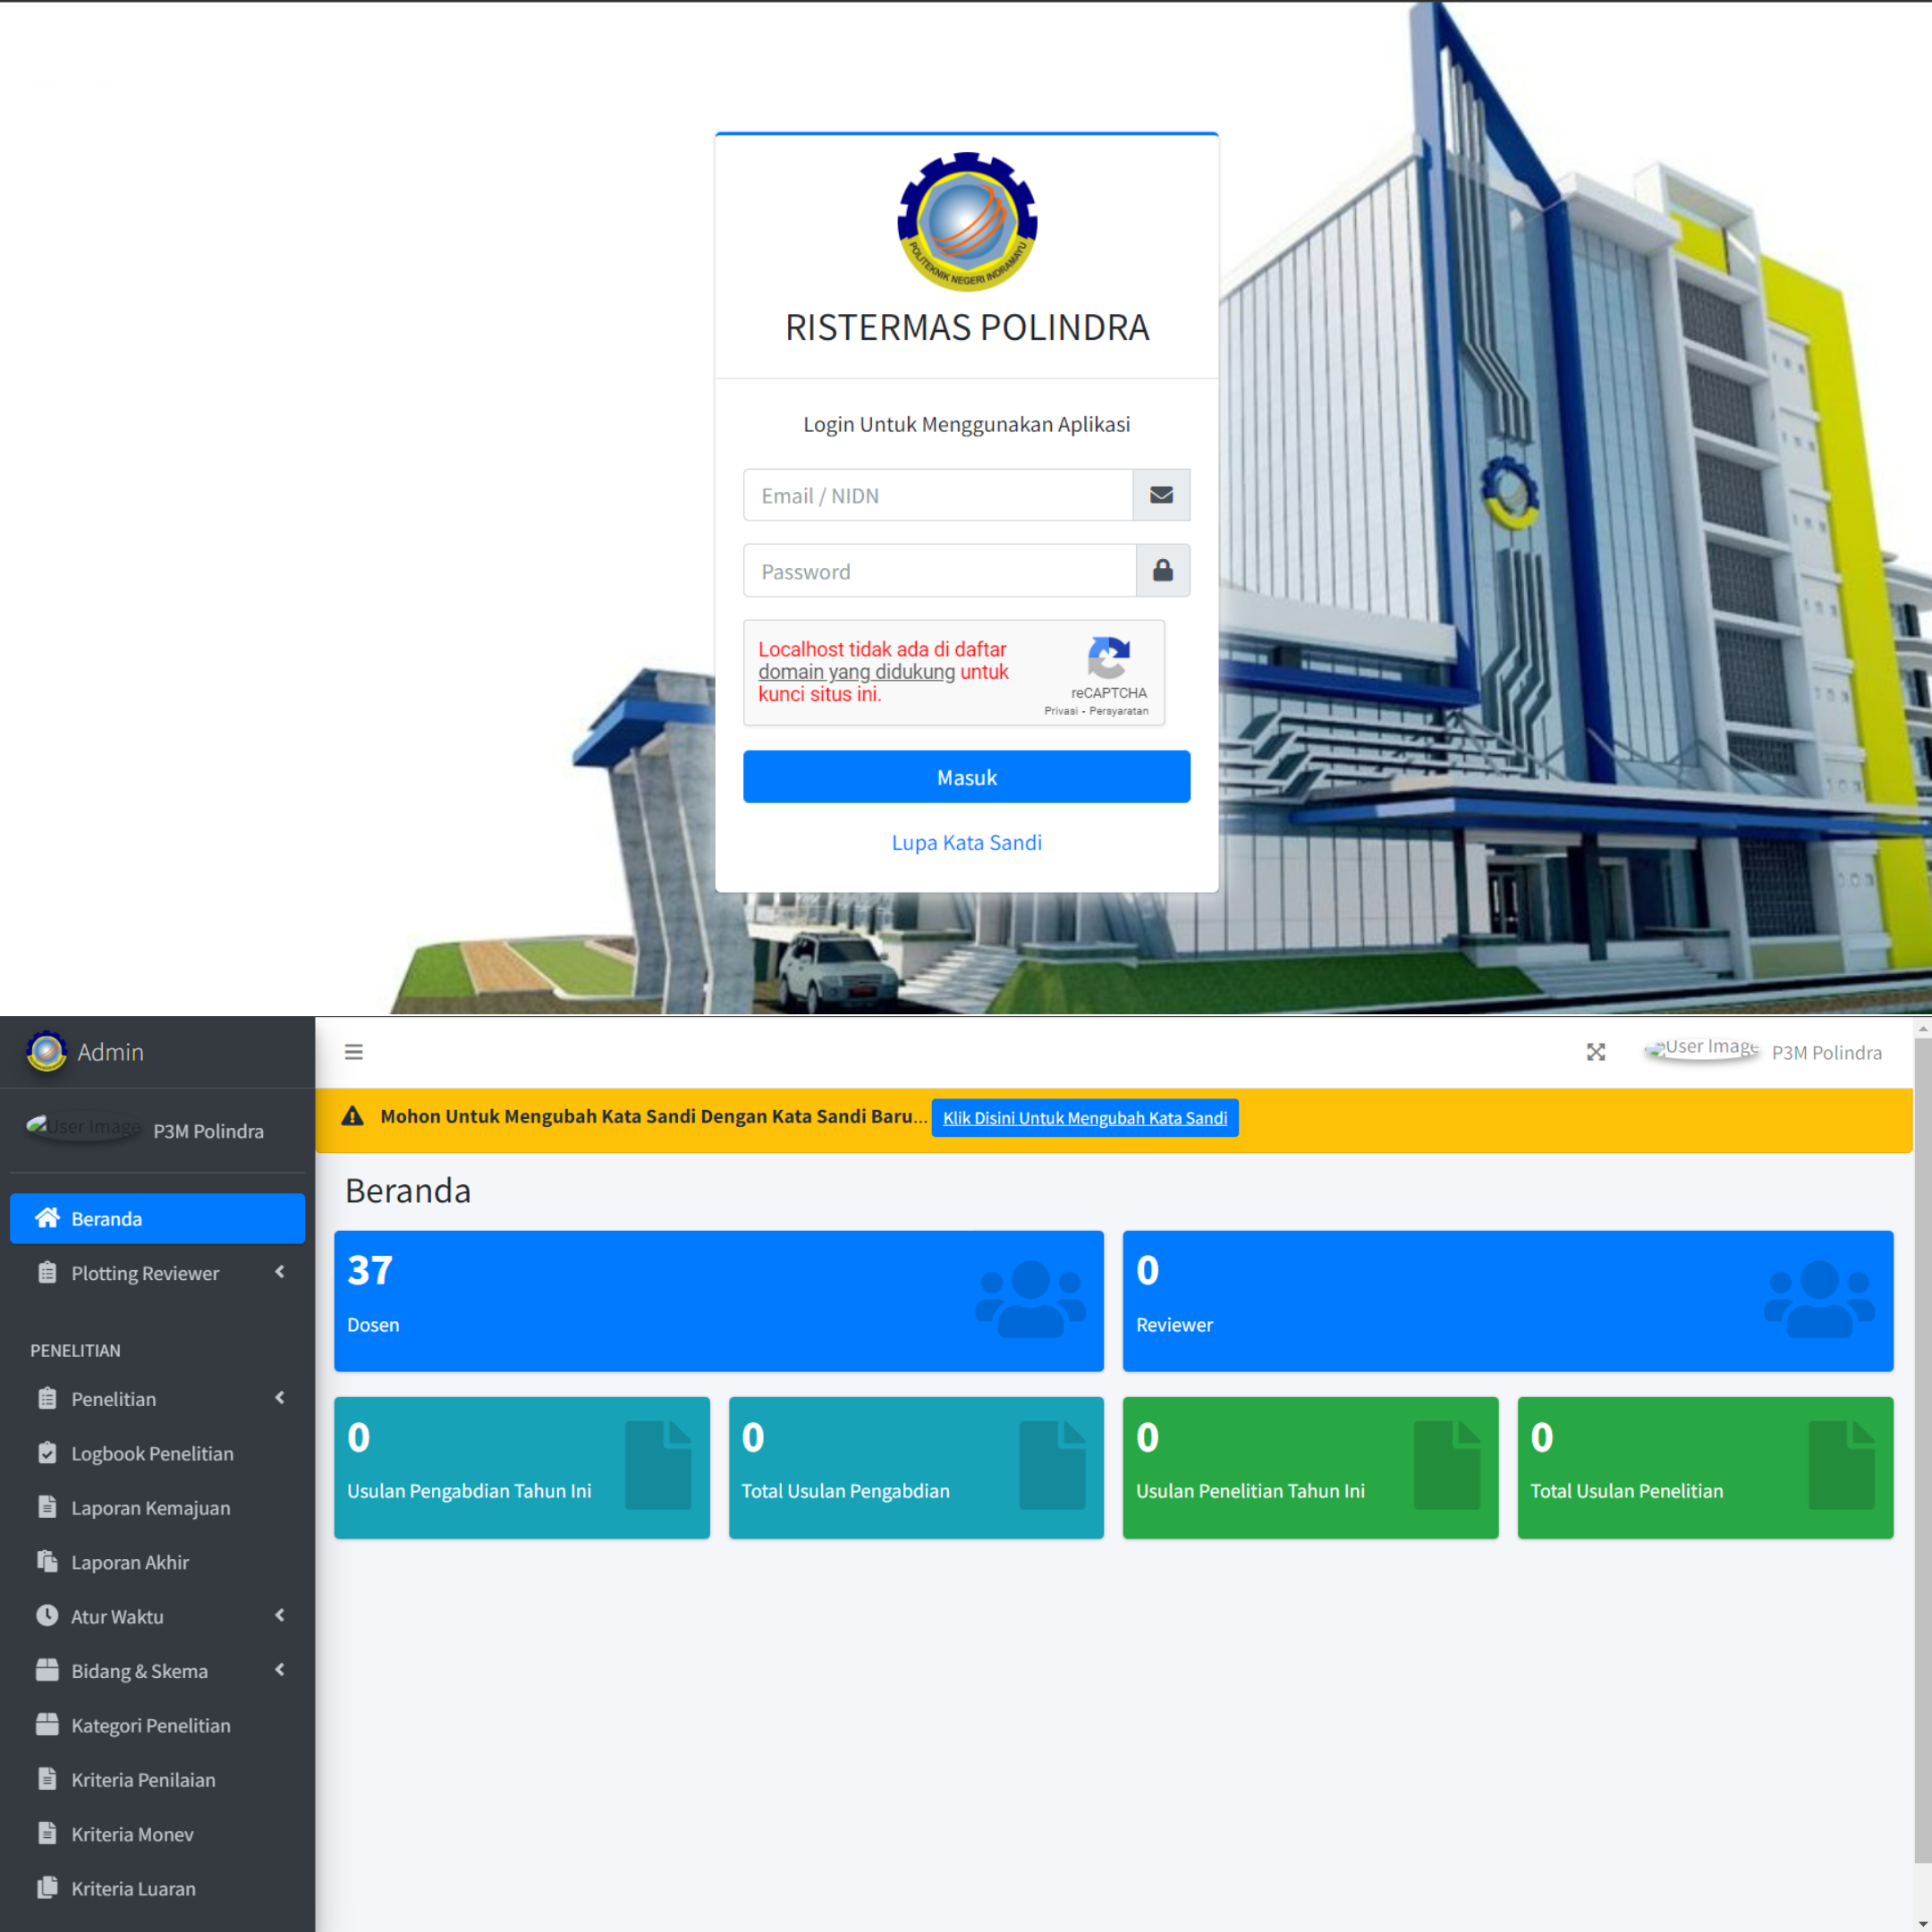 POLITEKNIK NEGERI INDRAMAYU
RISTERMAS POLINDRA
Login Untuk Menggunakan Aplikasi
Email / NIDN
Password
Localhost tidak ada di daftar
domain yang didukung untuk
kunci situs ini.
reCAPTCHA
Privasi - Persyaratan
Masuk
Lupa Kata Sandi
Admin
User Image
P3M Polindra
User Image
P3M Polindra
Mohon Untuk Mengubah Kata Sandi Dengan Kata Sandi Baru... Klik Disini Untuk Mengubah Kata Sandi
Beranda
Plotting Reviewer
PENELITIAN
Penelitian
Logbook Penelitian
Laporan Kemajuan
Laporan Akhir
Atur Waktu
Bidang & Skema
Kategori Penelitian
Kriteria Penilaian
Kriteria Monev
Kriteria Luaran
Beranda
37
Dosen
0
Reviewer
0
Usulan Pengabdian Tahun Ini
0
Total Usulan Pengabdian
0
Usulan Penelitian Tahun Ini
0
Total Usulan Penelitian